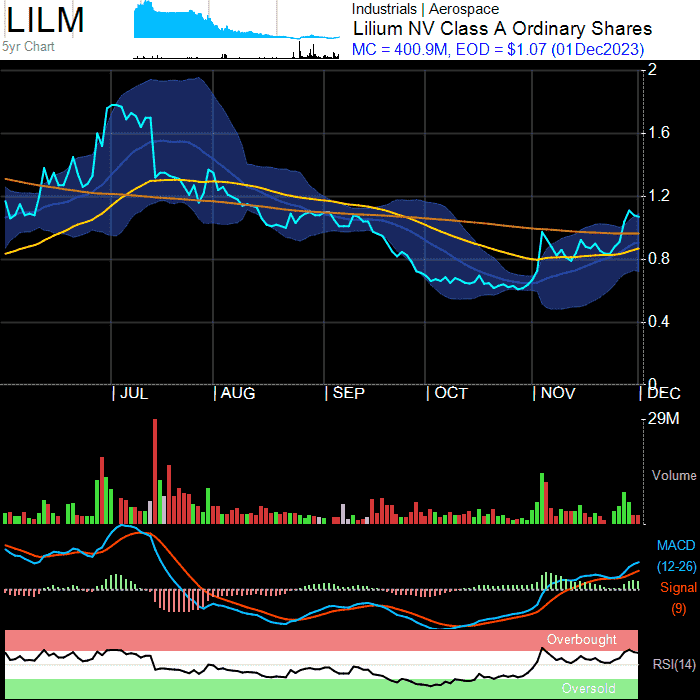 LILM
5yr Chart
Industrials | Aerospace
Lilium NV Class A Ordinary Shares
MC = 400.9M, EOD = $1.07 (01Dec2023)
2
1.6
1.2
0.8
0.4
0
JUL AUG SEP OCT NOV DEC
29M
Volume
MACD
(12-26)
Signal
(9)
Overbought
RSI(14)
Oversold